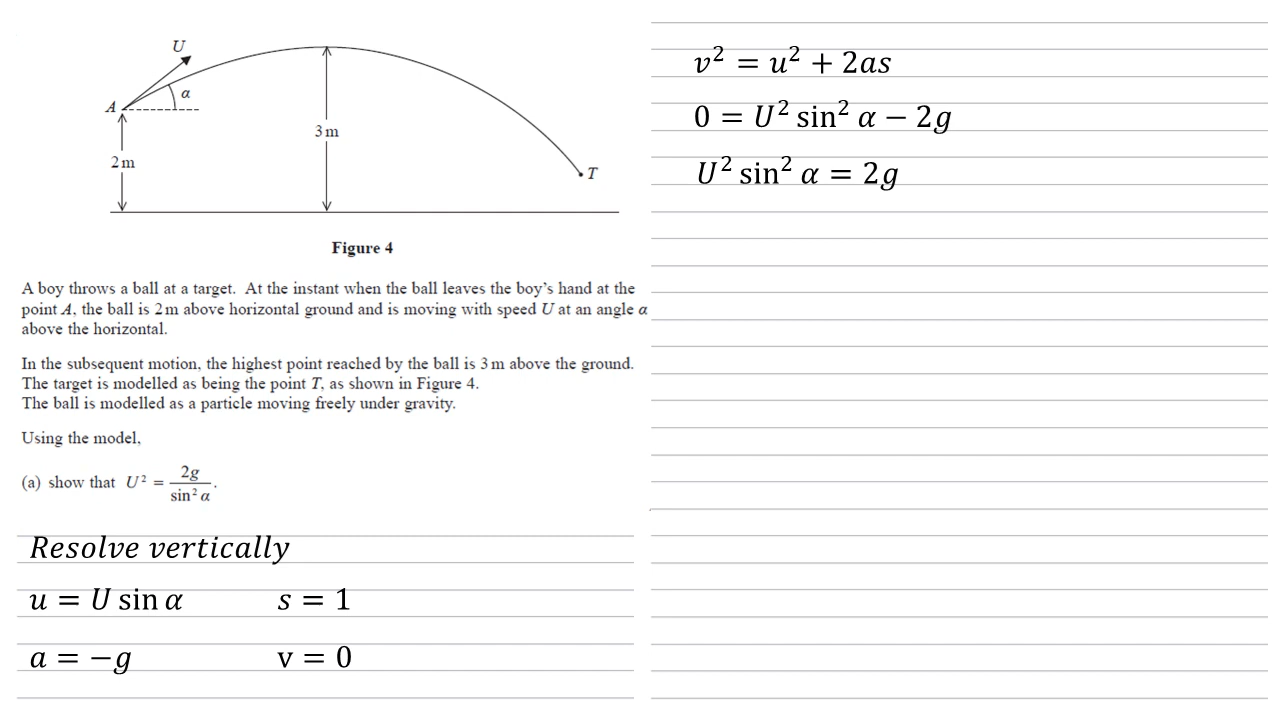 U
α
A
3 m
2 m
T
Figure 4
A boy throws a ball at a target. At the instant when the ball leaves the boy's hand at the
point A, the ball is 2 m above horizontal ground and is moving with speed U at an angle α
above the horizontal.
In the subsequent motion, the highest point reached by the ball is 3 m above the ground.
The target is modelled as being the point T, as shown in Figure 4.
The ball is modelled as a particle moving freely under gravity.
Using the model,
(a) show that U² = 2g / sin² α.
Resolve vertically
u = U sin α s = 1
a = −g v = 0
v² = u² + 2as
0 = U² sin² α − 2g
U² sin² α = 2g